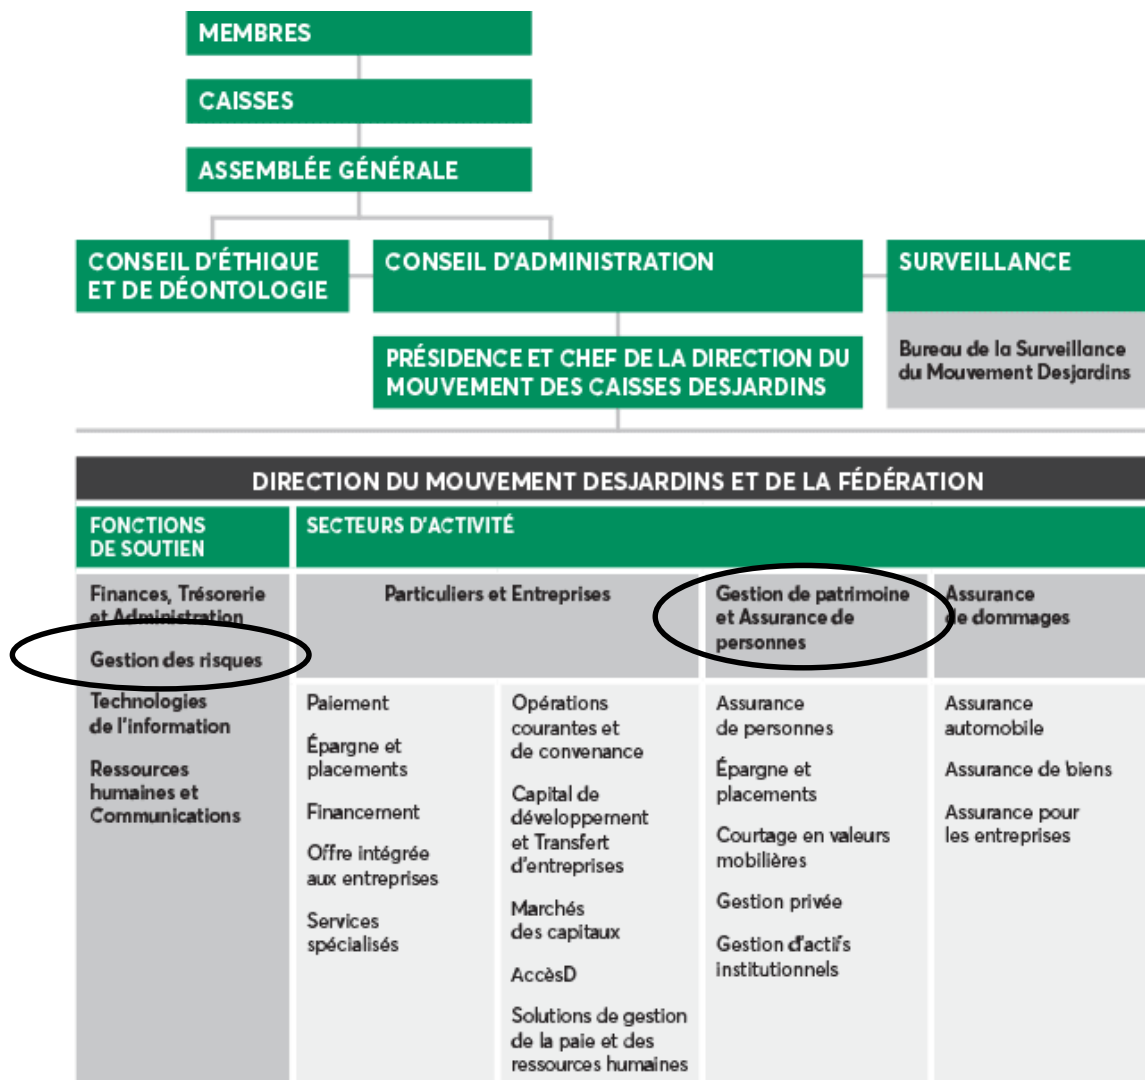 MEMBRES
CAISSES
ASSEMBLÉE GÉNÉRALE
CONSEIL D'ÉTHIQUE
ET DE DÉONTOLOGIE
CONSEIL D'ADMINISTRATION
SURVEILLANCE
Bureau de la Surveillance
du Mouvement Desjardins
PRÉSIDENCE ET CHEF DE LA DIRECTION DU
MOUVEMENT DES CAISSES DESJARDINS
DIRECTION DU MOUVEMENT DESJARDINS ET DE LA FÉDÉRATION
FONCTIONS
DE SOUTIEN
SECTEURS D'ACTIVITÉ
Finances, Trésorerie
et Administration
Gestion des risques
Technologies
de l'information
Ressources
humaines et
Communications
Particuliers et Entreprises
Paiement
Épargne et
placements
Financement
Offre intégrée
aux entreprises
Services
spécialisés
Opérations
courantes et
de convenance
Capital de
développement
et Transfert
d'entreprises
Marchés
des capitaux
AccèsD
Solutions de gestion
de la paie et des
ressources humaines
Gestion de patrimoine
et Assurance de
personnes
Assurance
de personnes
Épargne et
placements
Courtage en valeurs
mobilières
Gestion privée
Gestion d'actifs
institutionnels
Assurance
de dommages
Assurance
automobile
Assurance de biens
Assurance pour
les entreprises